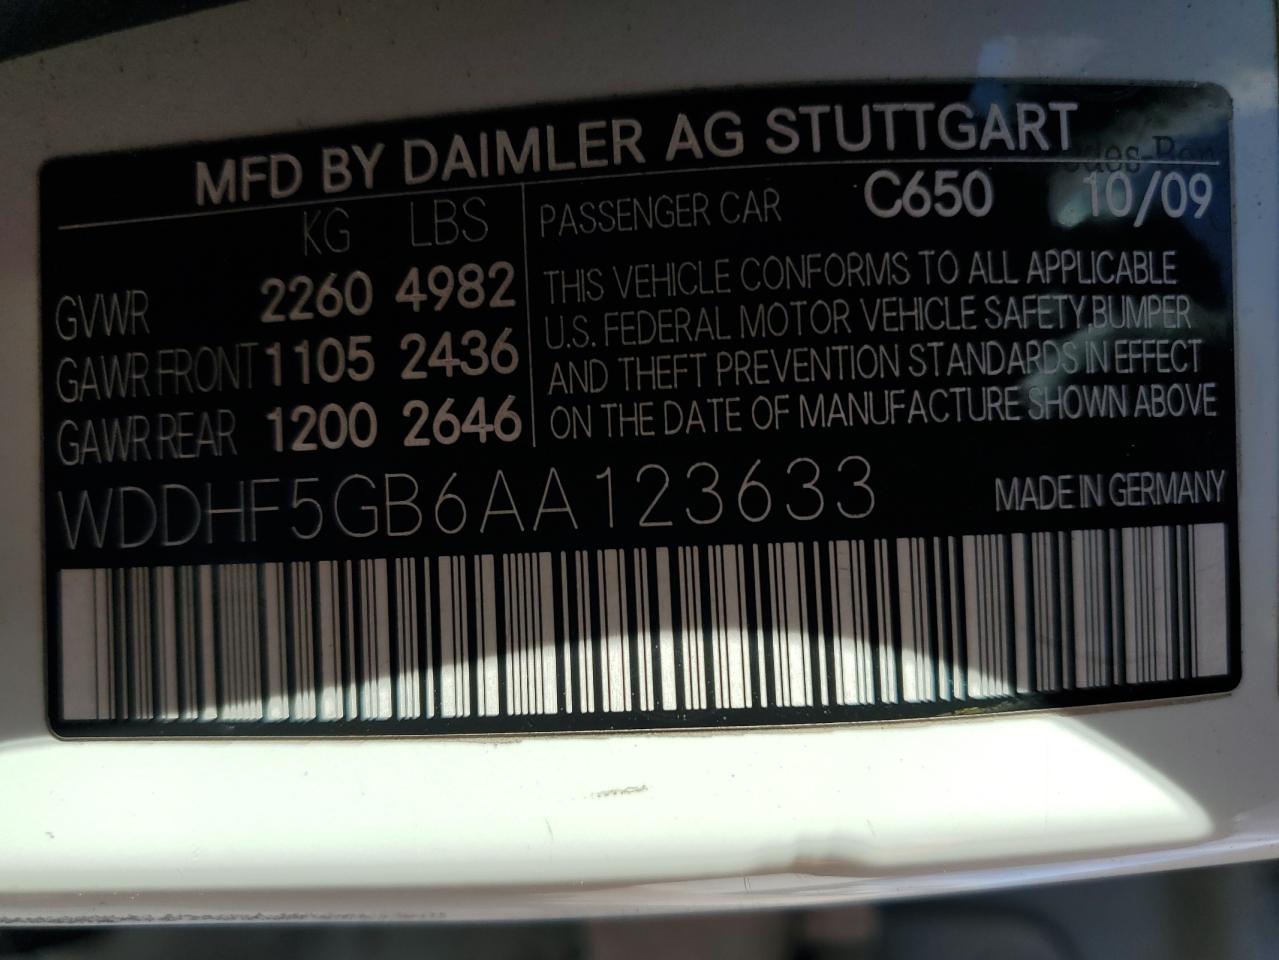 MFD BY DAIMLER AG STUTTGART
KG LBS
GVWR 2260 4982
GAWR FRONT 1105 2436
GAWR REAR 1200 2646
PASSENGER CAR C650 10/09
THIS VEHICLE CONFORMS TO ALL APPLICABLE
U.S. FEDERAL MOTOR VEHICLE SAFETY, BUMPER
AND THEFT PREVENTION STANDARDS IN EFFECT
ON THE DATE OF MANUFACTURE SHOWN ABOVE
WDDHF5GB6AA123633
MADE IN GERMANY